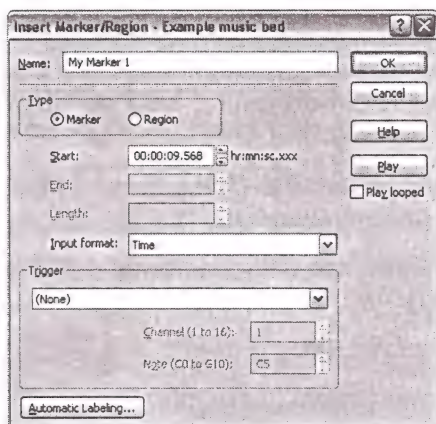 Insert Marker/Region - Example music bed
Name: My Marker 1
OK
Cancel
Type
Marker Region
Help
Start: 00:00:09.568 hr:mn:sc.xxx
Play
End:
Play looped
Length:
Input format: Time
Trigger
(None)
Channel (1 to 16): 1
Note (C0 to G10): C5
Automatic Labeling...